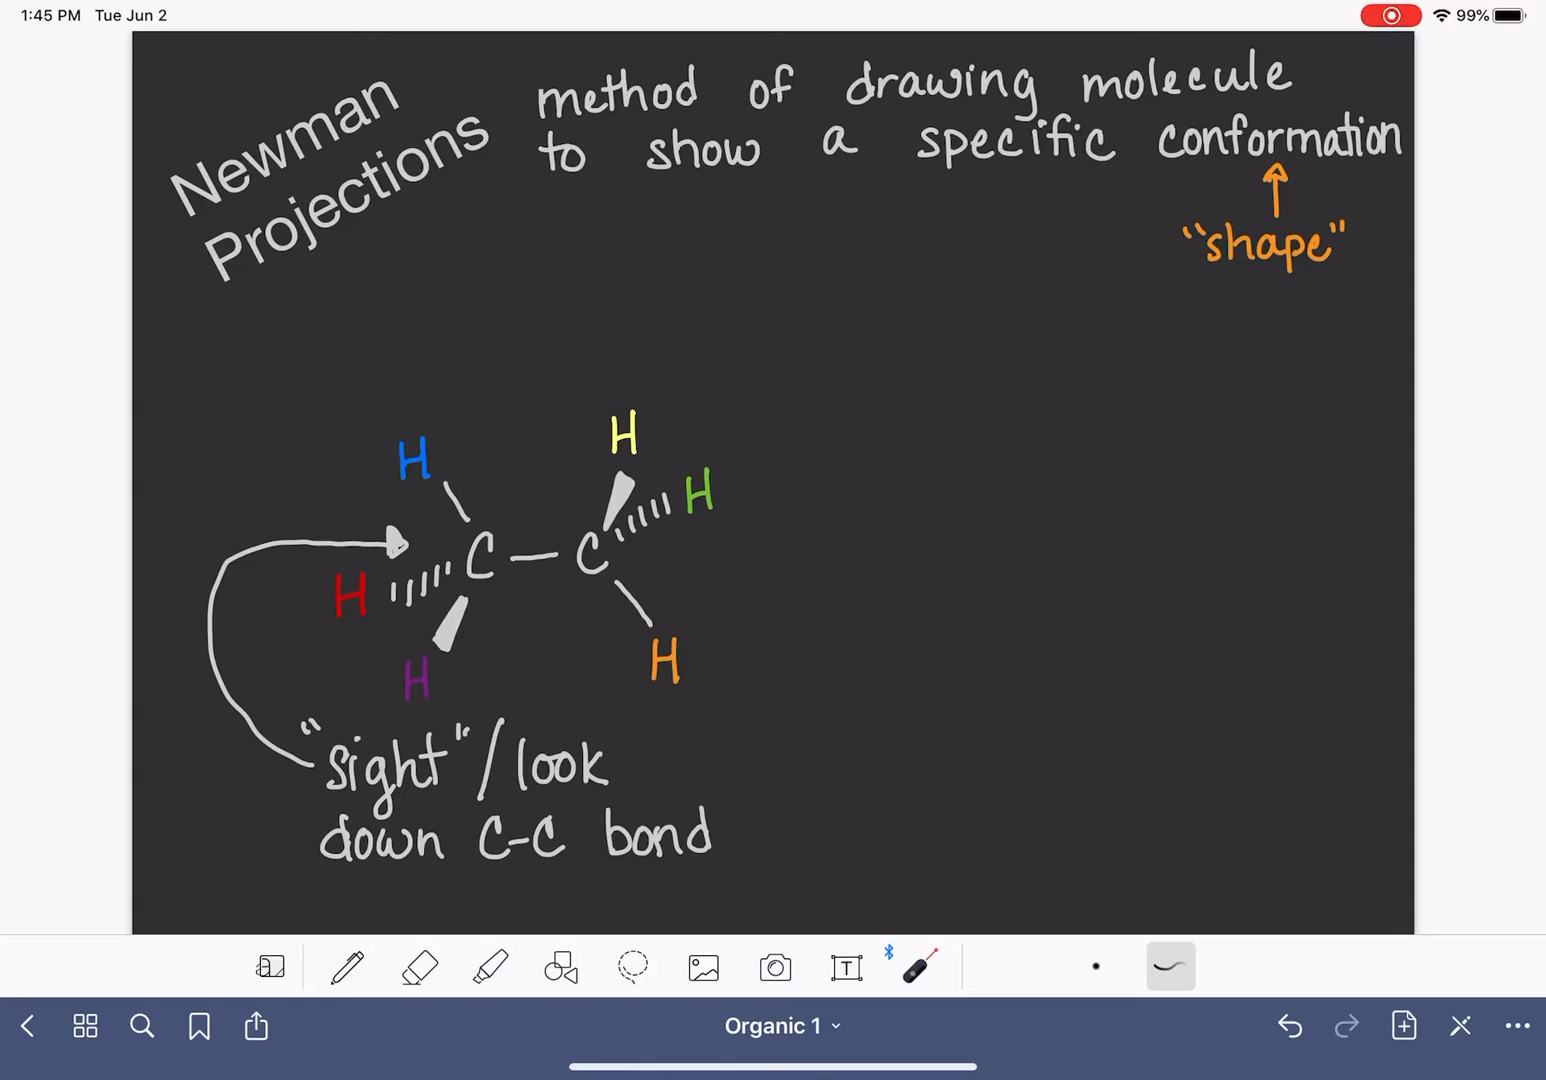 1:45 PM Tue Jun 2
99%
Newman
Projections
method of drawing molecule
to show a specific conformation
"shape"
H
H
H
H
C — C
H
H
"sight"/look
down C-C bond
T
Organic 1